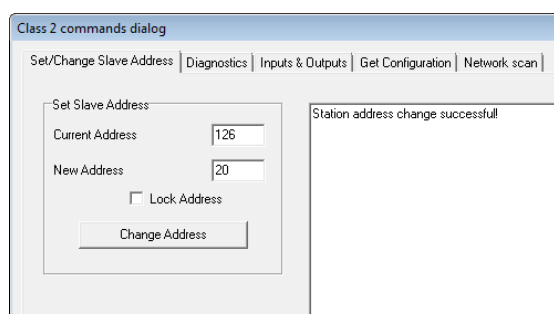 Class 2 commands dialog
Set/Change Slave Address Diagnostics Inputs & Outputs Get Configuration Network scan
Set Slave Address
Current Address 126
New Address 20
Lock Address
Change Address
Station address change successful!